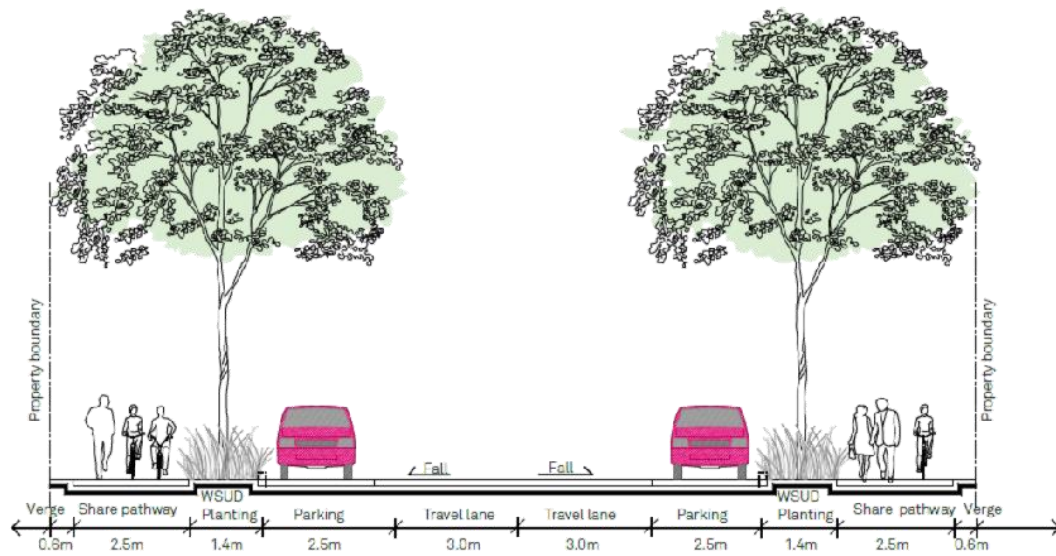 Property boundary
Property boundary
Fall
Fall
Verge Share pathway WSUD Planting Parking Travel lane Travel lane Parking WSUD Planting Share pathway Verge
0.6m 2.5m 1.4m 2.5m 3.0m 3.0m 2.5m 1.4m 2.5m 0.6m